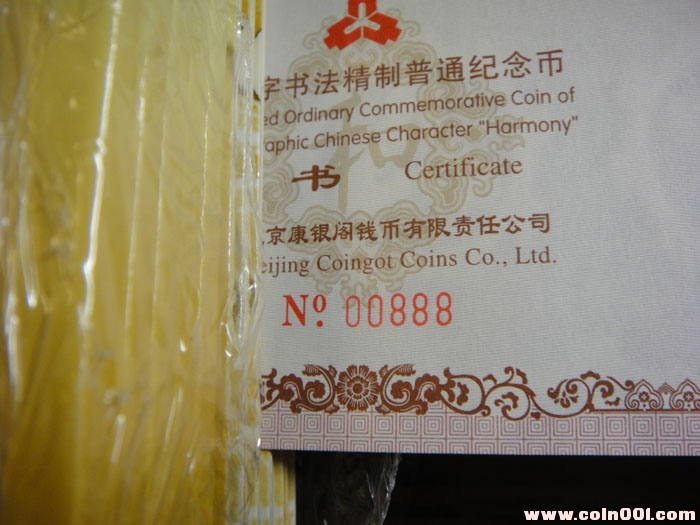 字书法精制普通纪念币
ed Ordinary Commemorative Coin of
raphic Chinese Character "Harmony"
和
书 Certificate
京康银阁钱币有限责任公司
eijing Coingot Coins Co., Ltd.
Nº 00888
www.coin001.com